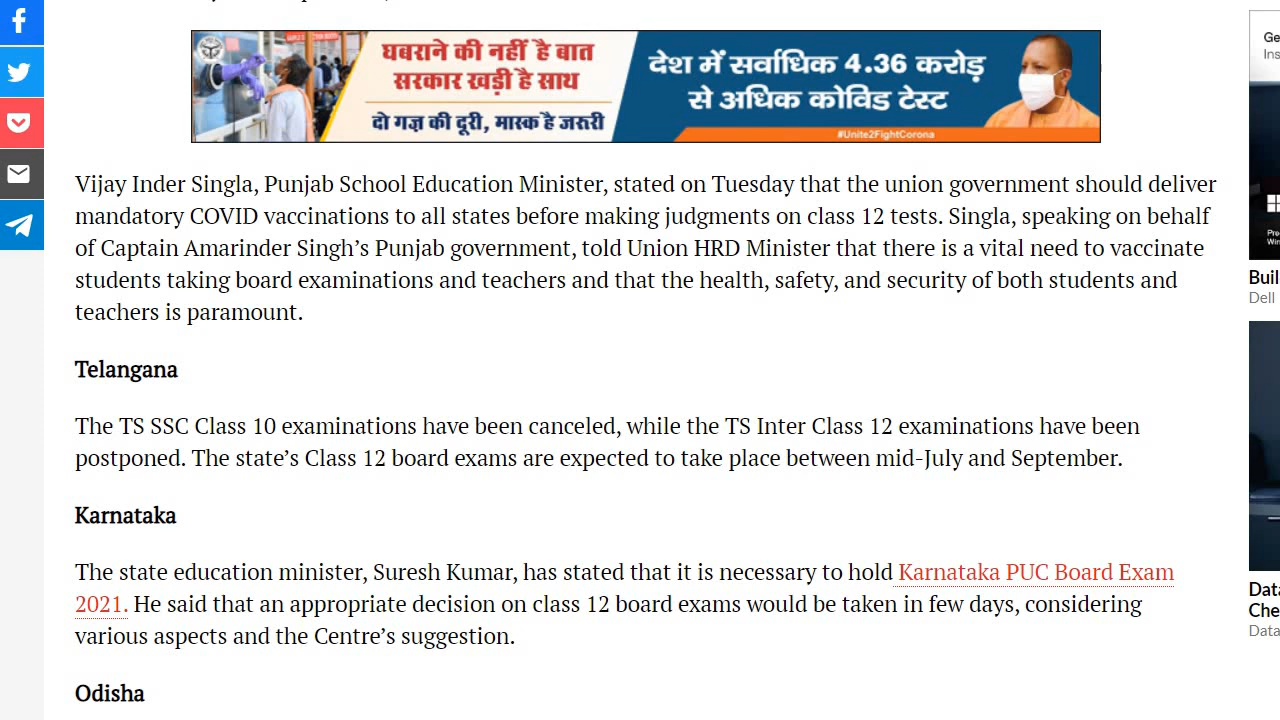 घबराने की नहीं है बात
सरकार खड़ी है साथ
दो गज़ की दूरी, मास्क है जरूरी
देश में सर्वाधिक 4.36 करोड़
से अधिक कोविड टेस्ट
#Unite2FightCorona
Vijay Inder Singla, Punjab School Education Minister, stated on Tuesday that the union government should deliver
mandatory COVID vaccinations to all states before making judgments on class 12 tests. Singla, speaking on behalf
of Captain Amarinder Singh’s Punjab government, told Union HRD Minister that there is a vital need to vaccinate
students taking board examinations and teachers and that the health, safety, and security of both students and
teachers is paramount.
Telangana
The TS SSC Class 10 examinations have been canceled, while the TS Inter Class 12 examinations have been
postponed. The state’s Class 12 board exams are expected to take place between mid-July and September.
Karnataka
The state education minister, Suresh Kumar, has stated that it is necessary to hold Karnataka PUC Board Exam
2021. He said that an appropriate decision on class 12 board exams would be taken in few days, considering
various aspects and the Centre’s suggestion.
Odisha
Ge
Ins
Pre
Win
Buil
Dell
Data
Che
Data